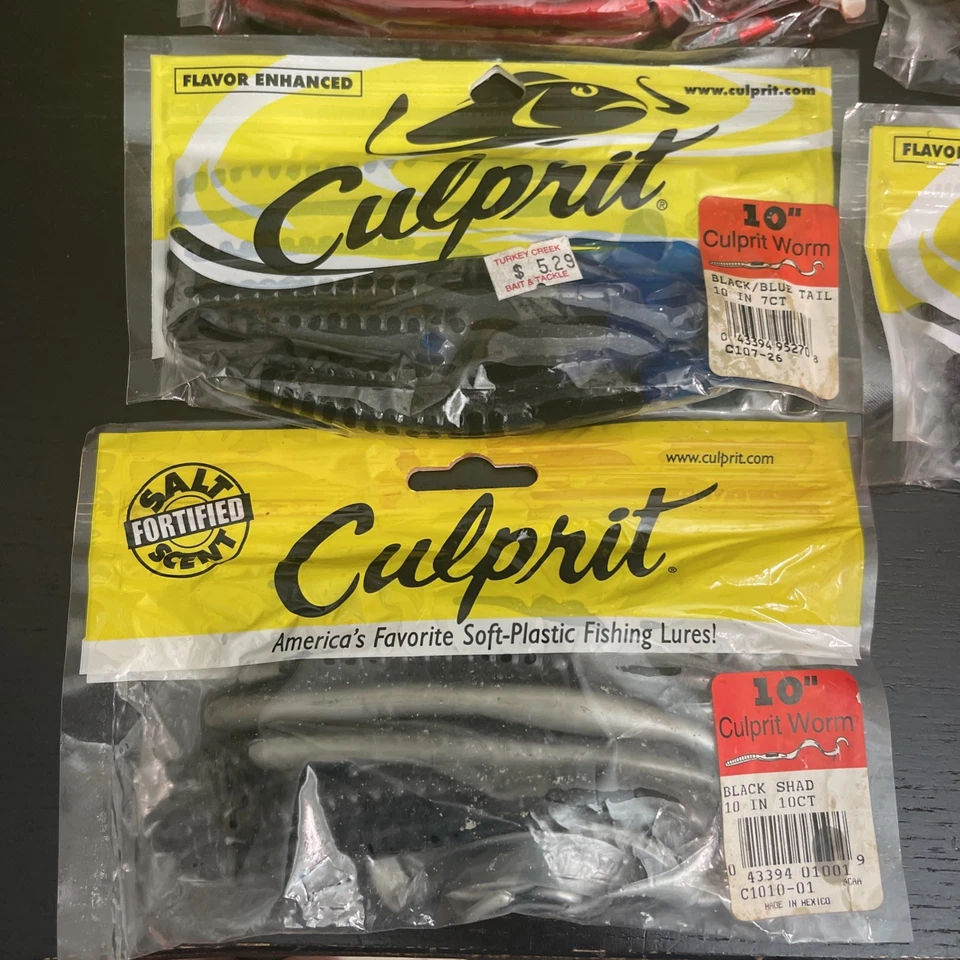 FLAVOR ENHANCED
www.culprit.com
Culprit®
TURKEY CREEK
$ 5.29
BAIT & TACKLE
10"
Culprit Worm
BLACK/BLUE TAIL
10 IN 7CT
0 43394 95270 8
C107-26
FLAVO
SALT
FORTIFIED
SCENT
www.culprit.com
Culprit®
America's Favorite Soft-Plastic Fishing Lures!
10"
Culprit Worm
BLACK SHAD
10 IN 10CT
0 43394 01001 9
C1010-01
MADE IN MEXICO